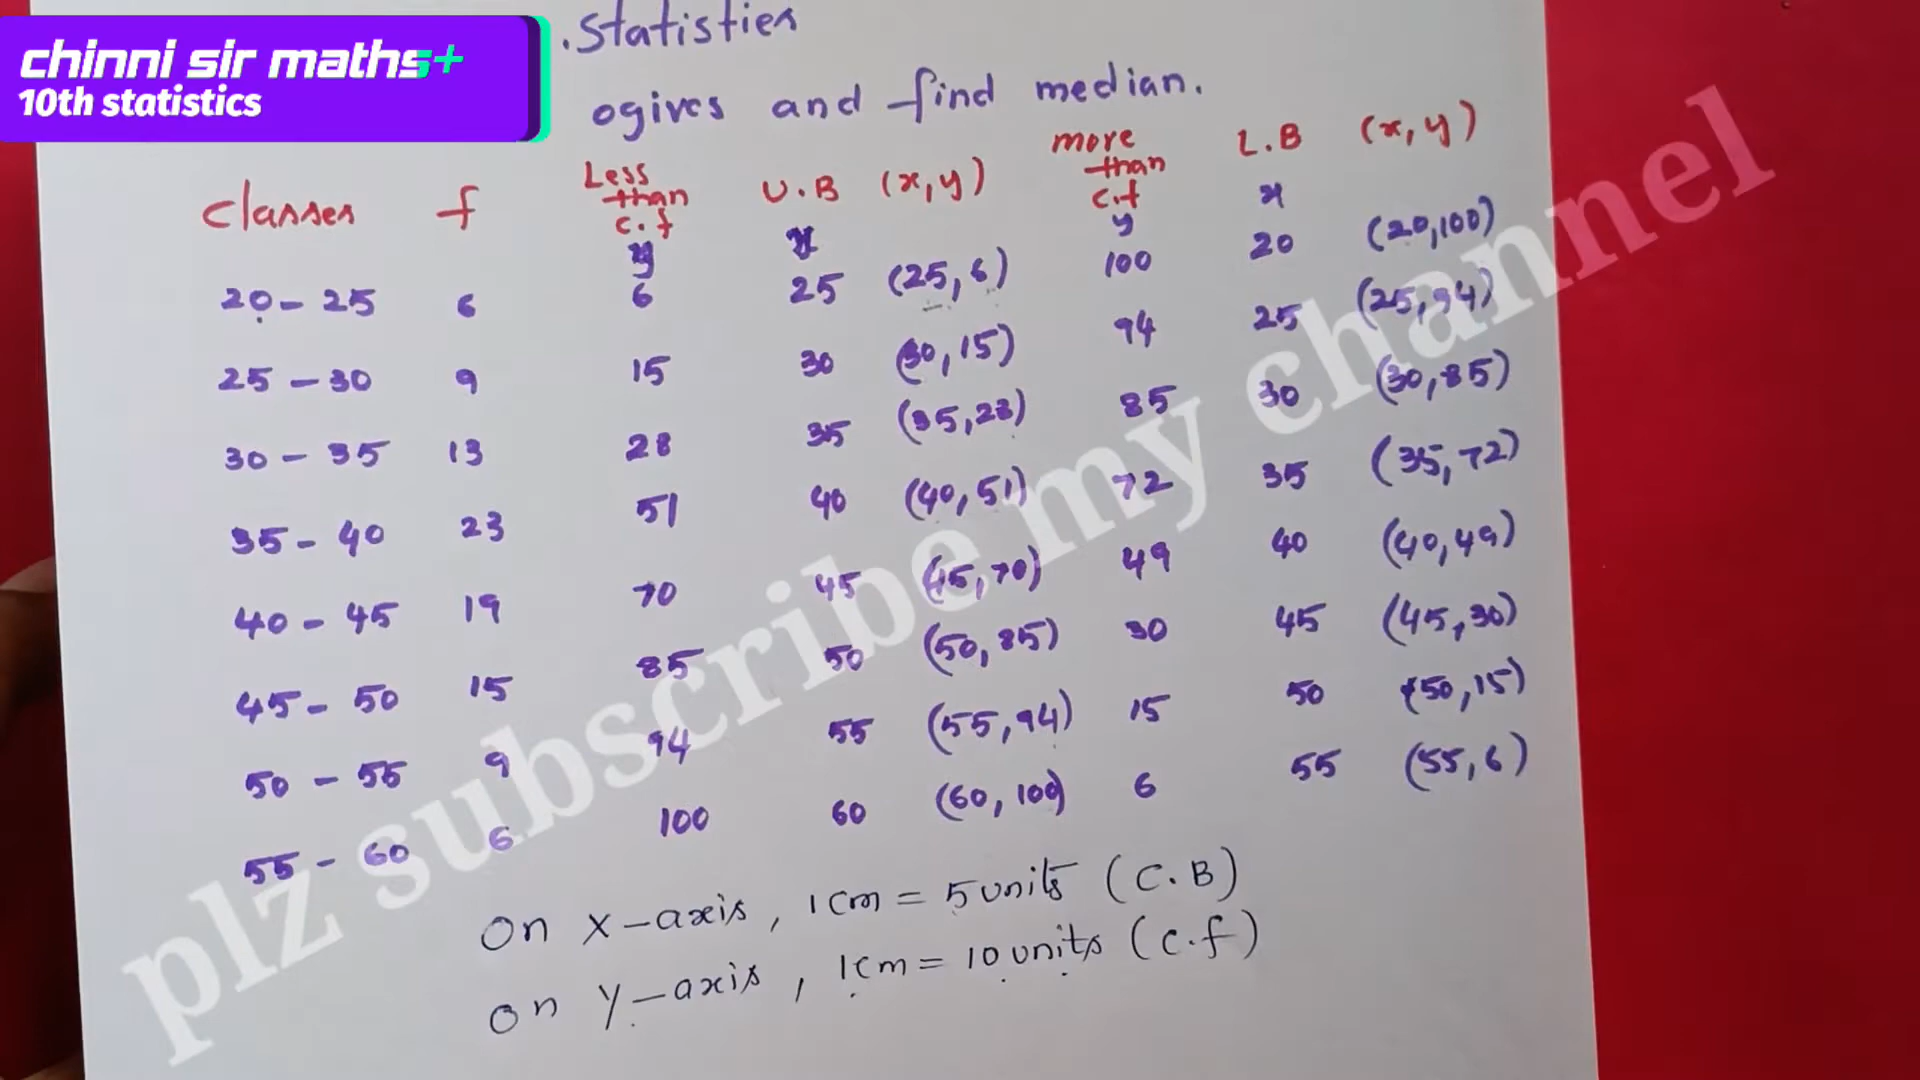 chinni sir maths+
10th statistics
.Statisties
ogives and find median.
Classes f Less than c.f U.B (x,y) more than c.f L.B (x,y)
y x y x
20 - 25 6 6 25 (25,6) 100 20 (20,100)
25 - 30 9 15 30 (30,15) 94 25 (25,94)
30 - 35 13 28 35 (35,28) 85 30 (30,85)
35 - 40 23 51 40 (40,51) 72 35 (35,72)
40 - 45 19 70 45 (45,70) 49 40 (40,49)
45 - 50 15 85 50 (50,85) 30 45 (45,30)
50 - 55 9 94 55 (55,94) 15 50 (50,15)
55 - 60 6 100 60 (60,100) 6 55 (55,6)
On X-axis, 1cm = 5units (C.B)
On Y-axis, 1cm = 10units (c.f)
plz subscribe my channel